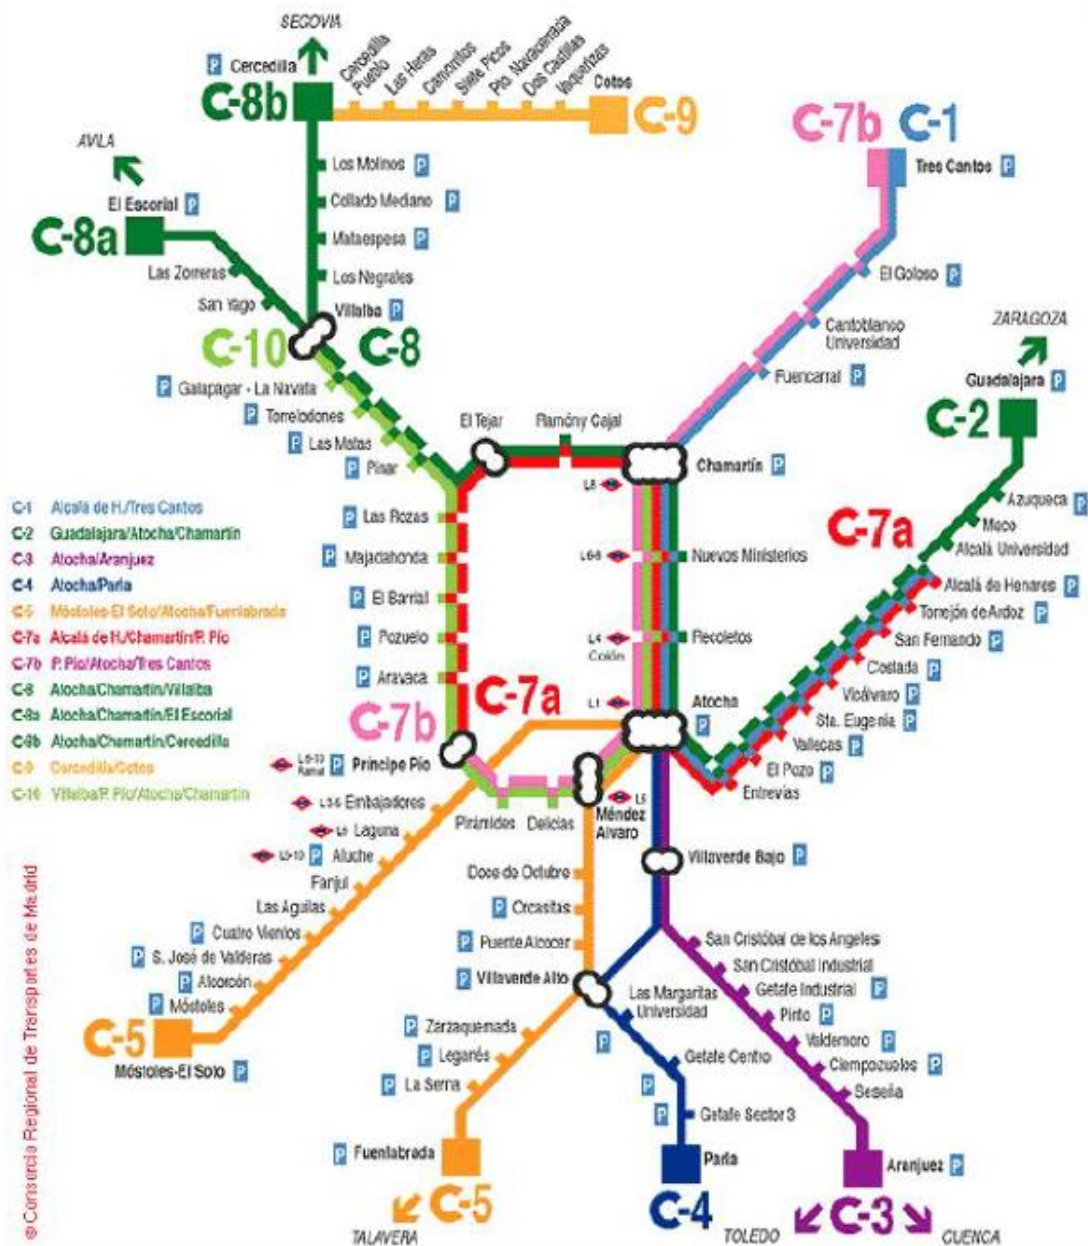 SEGOVIA
P Cercedilla
C-8b
Cercedilla Pueblo
Las Heras
Camorritos
Siete Picos
Pto. Navacerrada
Dos Castillas
Vaquerizas
Cotos
C-9
C-7b C-1
Tres Cantos P
AVILA
El Escorial P
C-8a
Los Molinos P
Collado Mediano P
Mataespesa P
Los Negrales
Las Zorreras
San Yago
Villalba P
C-10 C-8
El Goloso P
Cantoblanco
Universidad
Fuencarral P
ZARAGOZA
Guadalajara P
C-2
P Galapagar - La Navata
P Torrelodones
P Las Matas
P Pinar
El Tejar
Ramóny Cajal
Chamartín P
L8
Azuqueca P
Meco
Alcalá Universidad
C-7a
P Las Rozas
P Majadahonda
P El Barrial
P Pozuelo
P Aravaca
Nuevos Ministerios
L4
Colón
Recoletos
L1
Atocha
P
Alcalá de Henares P
Torrejón de Ardoz P
San Fernando P
Coslada P
Vicálvaro P
Sta. Eugenia P
Vallecas P
El Pozo P
Entrevías
C-1 Alcalá de H./Tres Cantos
C-2 Guadalajara/Atocha/Chamartín
C-3 Atocha/Aranjuez
C-4 Atocha/Parla
C-5 Móstoles-El Soto/Atocha/Fuenlabrada
C-7a Alcalá de H./Chamartín/P. Pío
C-7b P. Pío/Atocha/Tres Cantos
C-8 Atocha/Chamartín/Villalba
C-8a Atocha/Chamartín/El Escorial
C-8b Atocha/Chamartín/Cercedilla
C-9 Cercedilla/Cotos
C-10 Villalba/P. Pío/Atocha/Chamartín
C-7b
C-7a
Ramal
P Príncipe Pío
Embajadores
Laguna
P Aluche
Fanjul
Las Aguilas
P Cuatro Vientos
P S. José de Valderas
P Alcorcón
P Móstoles
C-5
Móstoles-El Soto P
Pirámides
Delicias
Méndez
Alvaro
Doce de Octubre
P Orcasitas
P Puente Alcocer
P Villaverde Alto
Villaverde Bajo P
San Cristóbal de los Angeles
San Cristóbal Industrial
Getafe Industrial P
Pinto P
Valdemoro P
Ciempozuelos P
Seseña
Las Margaritas
Universidad
P
Getafe Centro
P
P
Getafe Sector 3
P Zarzaquemada
P Leganés
P La Serna
P Fuenlabrada
C-5
TALAVERA
Parla
C-4
Aranjuez P
C-3
TOLEDO
CUENCA
© Consorcio Regional de Transportes de Madrid